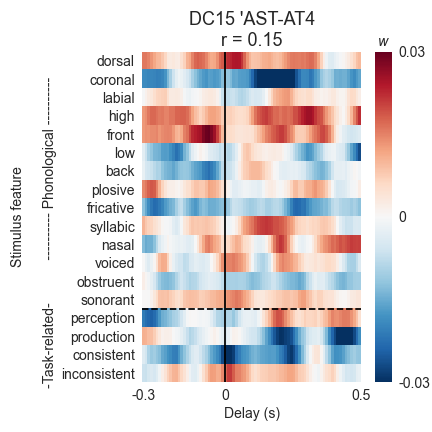 DC15 'AST-AT4
r = 0.15
w
dorsal
coronal
labial
high
front
low
back
plosive
fricative
syllabic
nasal
voiced
obstruent
sonorant
perception
production
consistent
inconsistent
Stimulus feature
----------- Phonological ----------
-Task-related-
0.03
0
-0.03
-0.3
0
0.5
Delay (s)